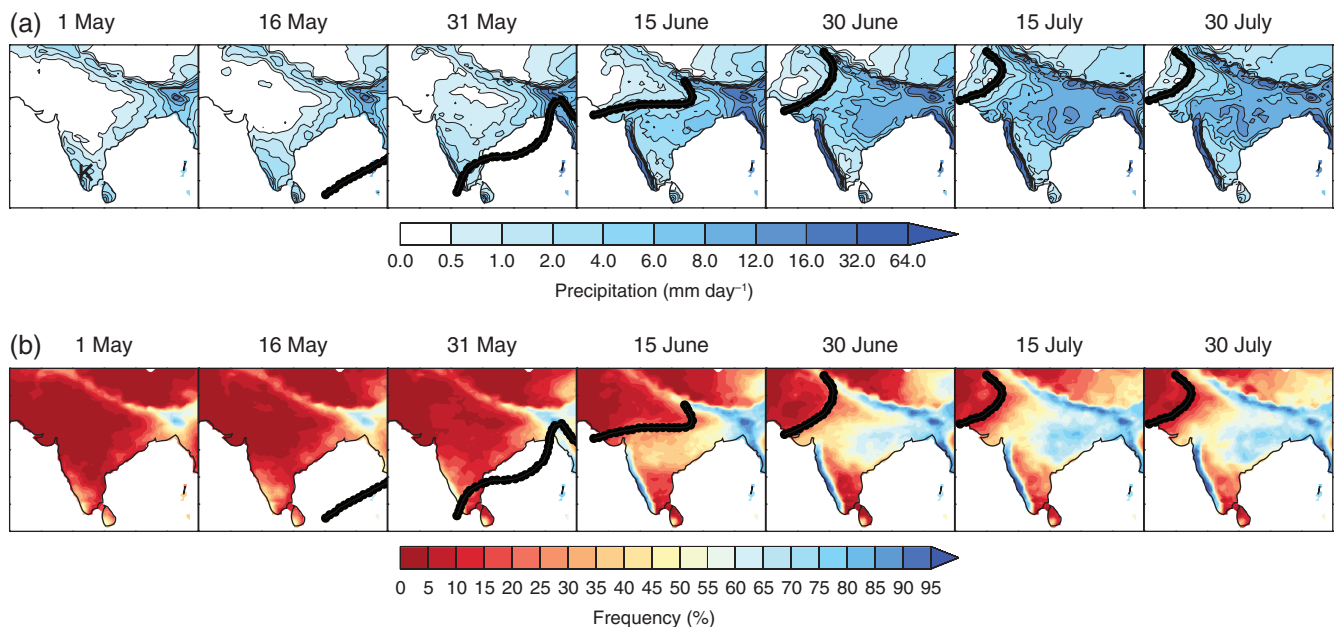 (a) 1 May 16 May 31 May 15 June 30 June 15 July 30 July
K
0.0 0.5 1.0 2.0 4.0 6.0 8.0 12.0 16.0 32.0 64.0
Precipitation (mm day⁻¹)
(b) 1 May 16 May 31 May 15 June 30 June 15 July 30 July
0 5 10 15 20 25 30 35 40 45 50 55 60 65 70 75 80 85 90 95
Frequency (%)